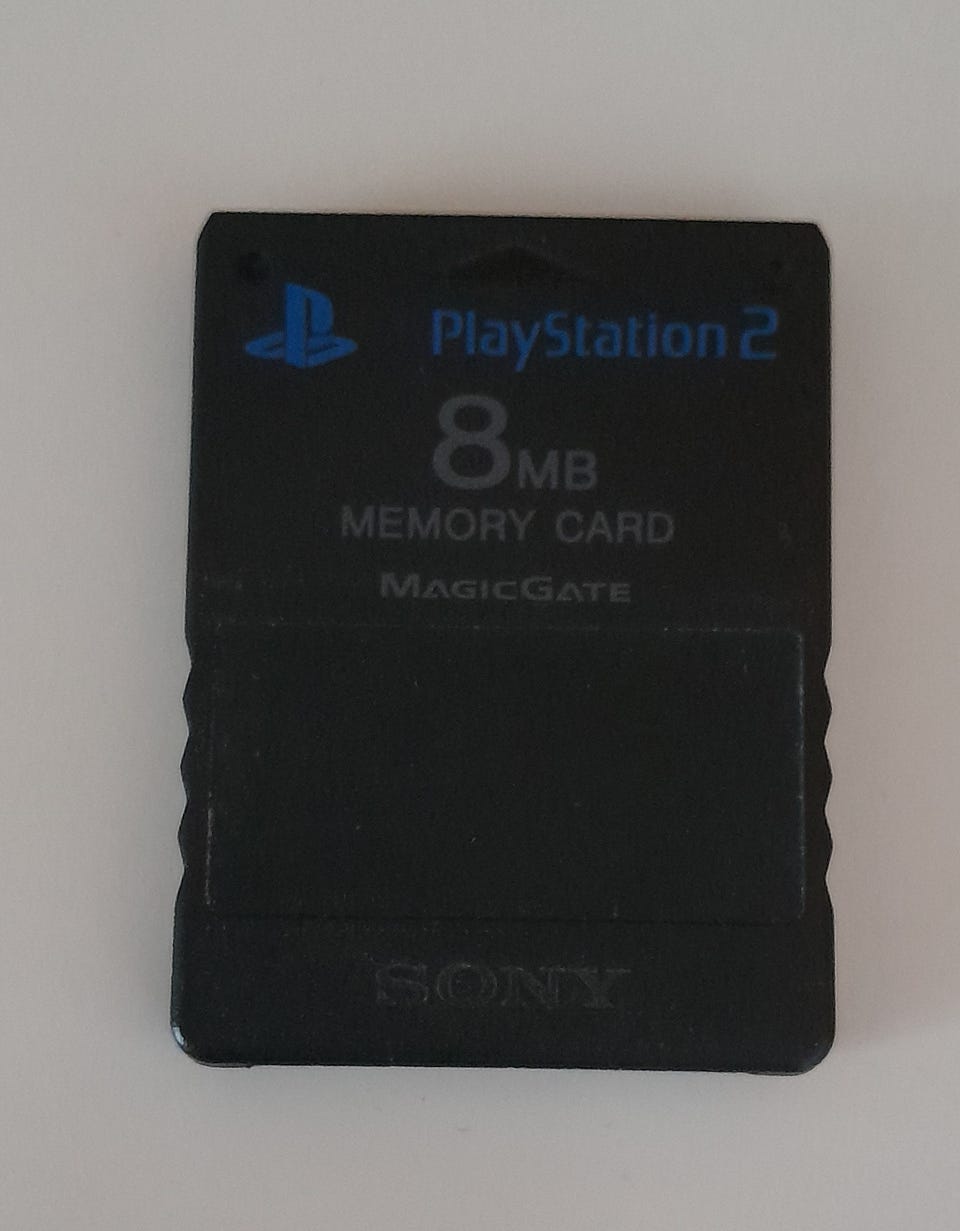 PlayStation 2
8MB
MEMORY CARD
MAGICGATE
SONY